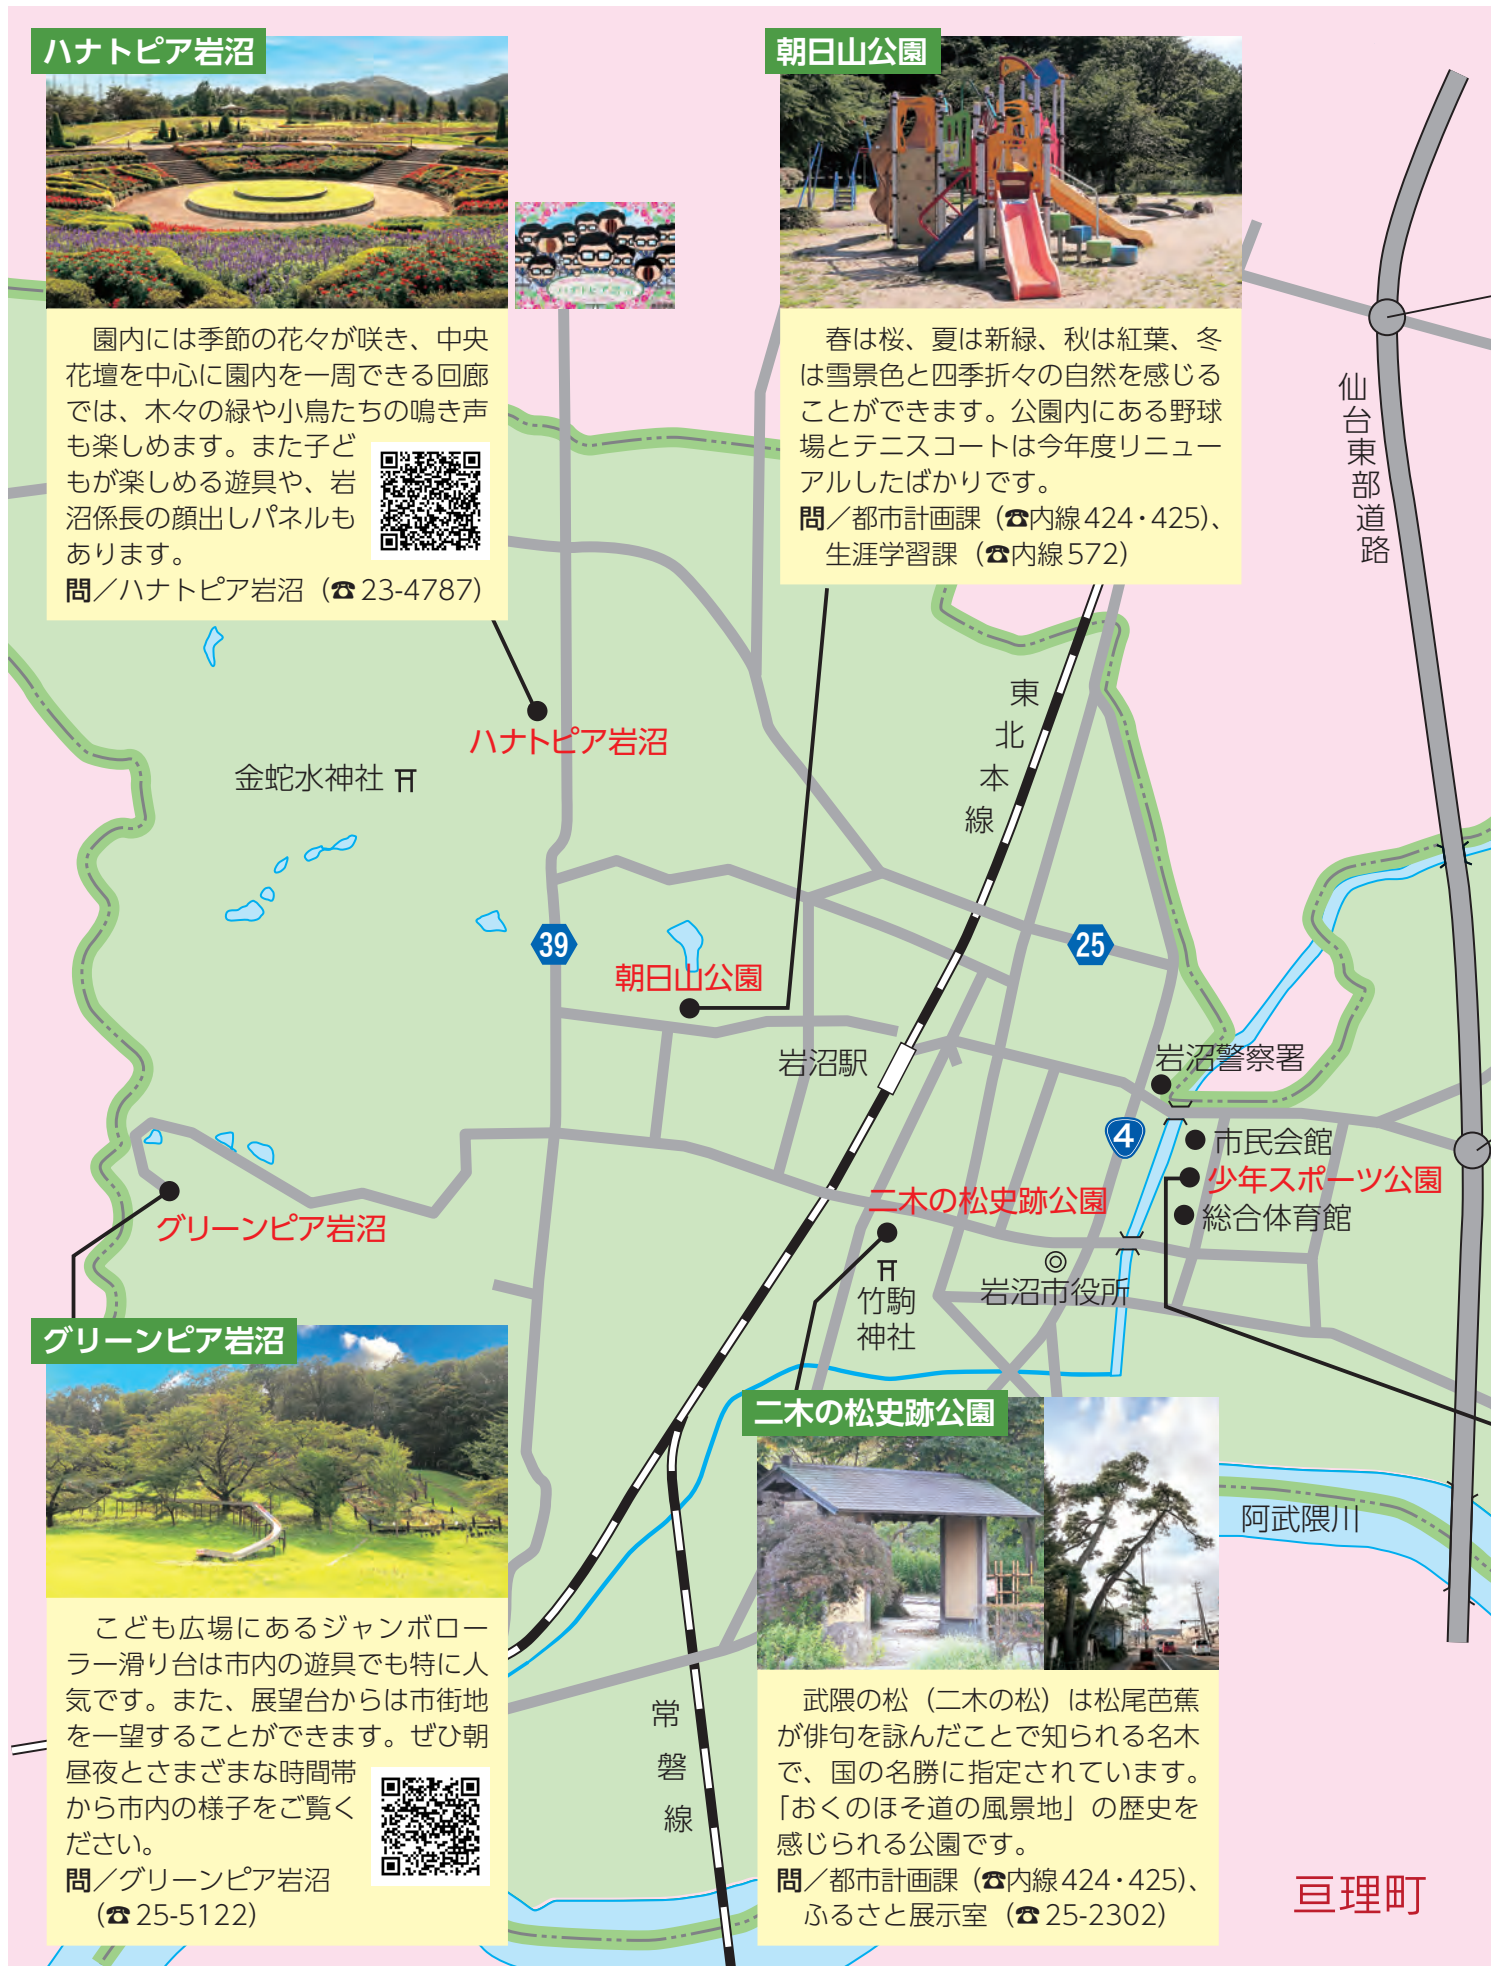 ハナトピア岩沼
ハナトピア岩沼
園内には季節の花々が咲き、中央
花壇を中心に園内を一周できる回廊
では、木々の緑や小鳥たちの鳴き声
も楽しめます。また子ど
もが楽しめる遊具や、岩
沼係長の顔出しパネルも
あります。
問／ハナトピア岩沼（☎23-4787）
朝日山公園
春は桜、夏は新緑、秋は紅葉、冬
は雪景色と四季折々の自然を感じる
ことができます。公園内にある野球
場とテニスコートは今年度リニュー
アルしたばかりです。
問／都市計画課（☎内線424・425）、
生涯学習課（☎内線572）
仙台東部道路
東北本線
ハナトピア岩沼
金蛇水神社
39
25
朝日山公園
岩沼駅
岩沼警察署
4
市民会館
少年スポーツ公園
総合体育館
二木の松史跡公園
グリーンピア岩沼
竹駒
神社
岩沼市役所
グリーンピア岩沼
こども広場にあるジャンボロー
ラー滑り台は市内の遊具でも特に人
気です。また、展望台からは市街地
を一望することができます。ぜひ朝
昼夜とさまざまな時間帯
から市内の様子をご覧く
ださい。
問／グリーンピア岩沼
（☎25-5122）
二木の松史跡公園
武隈の松（二木の松）は松尾芭蕉
が俳句を詠んだことで知られる名木
で、国の名勝に指定されています。
「おくのほそ道の風景地」の歴史を
感じられる公園です。
問／都市計画課（☎内線424・425）、
ふるさと展示室（☎25-2302）
阿武隈川
常磐線
亘理町